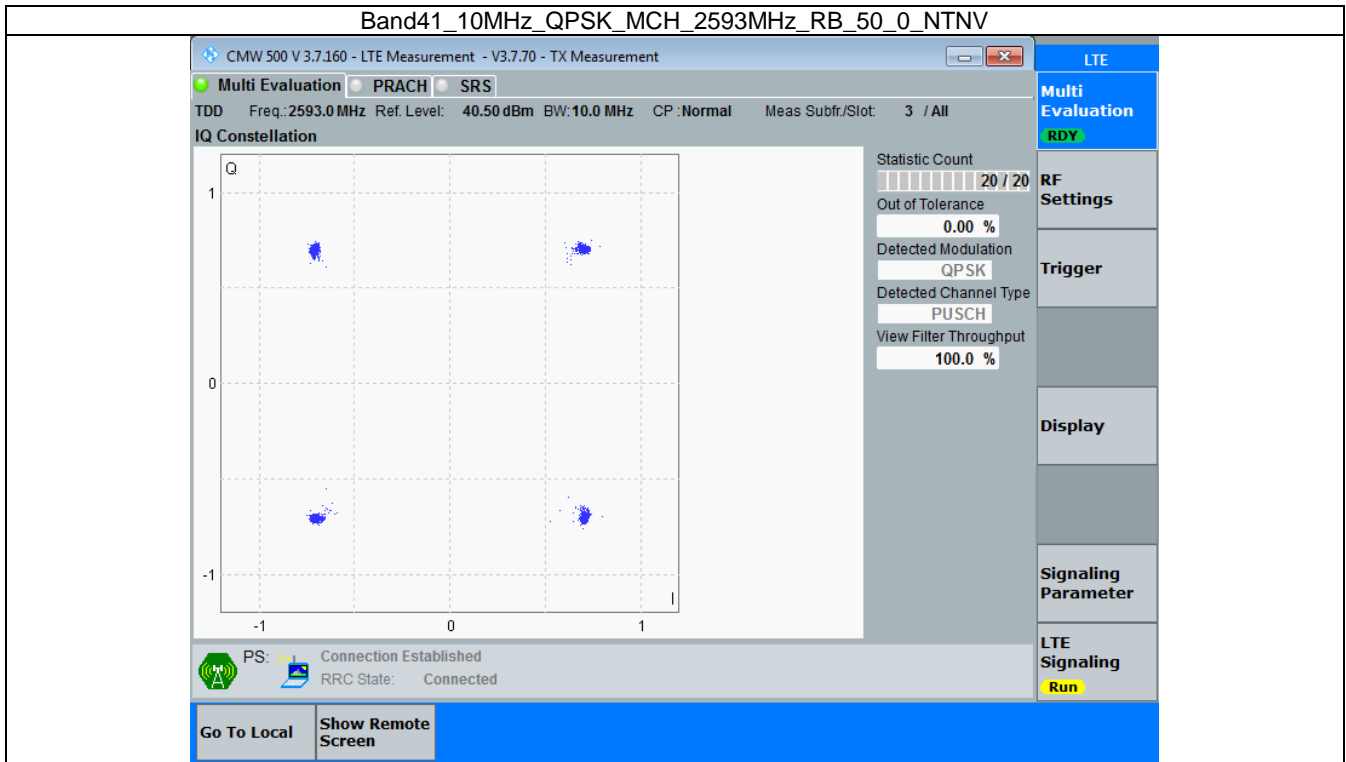 Band41_10MHz_QPSK_MCH_2593MHz_RB_50_0_NTNV
CMW 500 V 3.7.160 - LTE Measurement - V3.7.70 - TX Measurement
LTE
Multi Evaluation PRACH SRS
Multi
Evaluation
RDY
TDD Freq.: 2593.0 MHz Ref. Level: 40.50 dBm BW: 10.0 MHz CP : Normal Meas Subfr./Slot: 3 / All
IQ Constellation
Q
1
0
-1
I
-1 0 1
Statistic Count
20 / 20
Out of Tolerance
0.00 %
Detected Modulation
QPSK
Detected Channel Type
PUSCH
View Filter Throughput
100.0 %
RF
Settings
Trigger
Display
Signaling
Parameter
LTE
Signaling
Run
PS:
Connection Established
RRC State: Connected
Go To Local
Show Remote
Screen